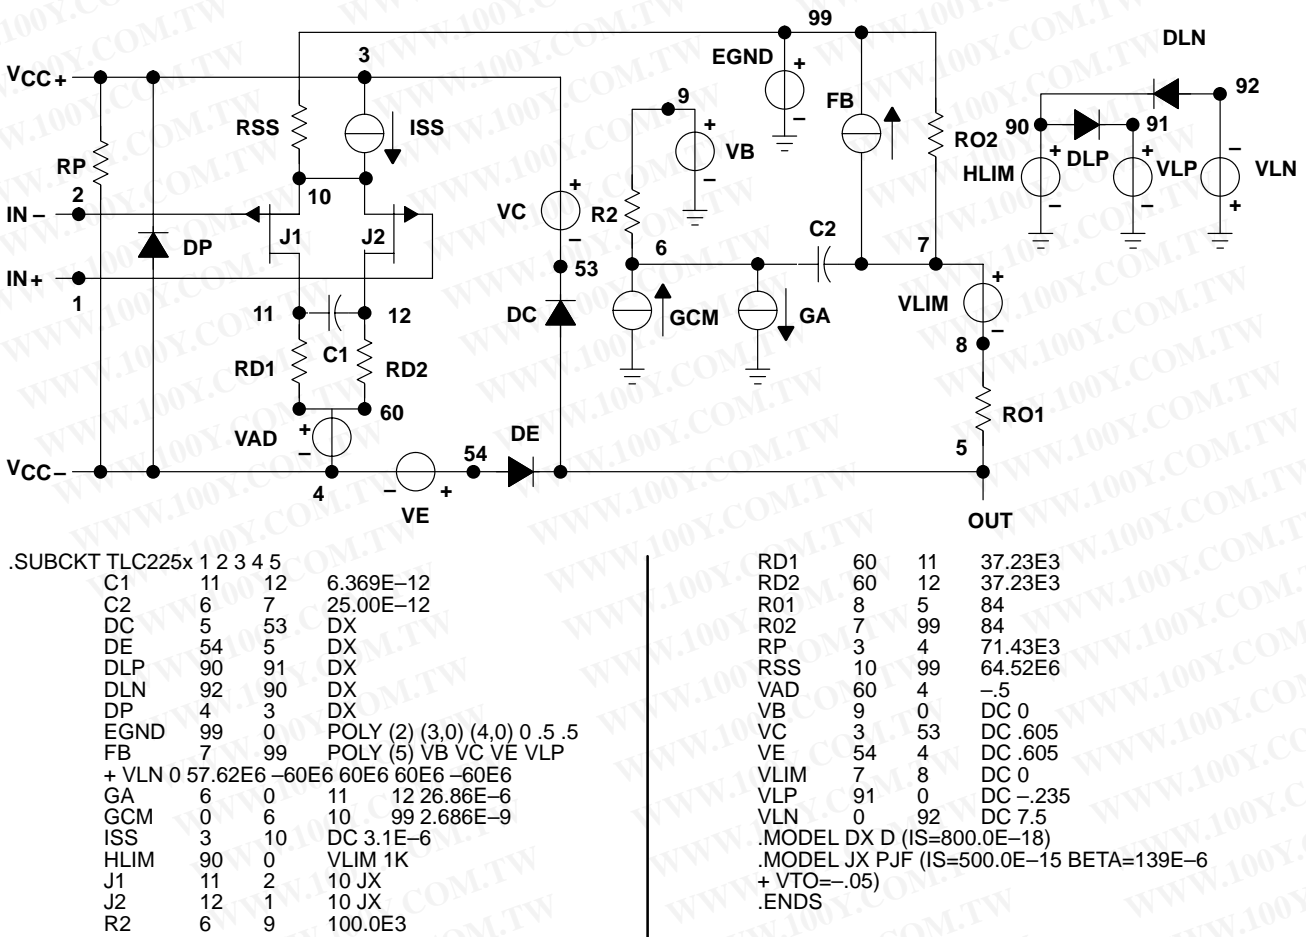 99
DLN
3
EGND
+
VCC+
92
9
FB
+
90
91
RSS
ISS
VB
RO2
+
+
−
DLP
RP
−
HLIM
VLP
VLN
2
10
+
−
−
+
IN−
VC
R2
C2
J1
J2
DP
−
6
7
IN+
53
+
1
VLIM
DC
GCM
GA
−
11
12
8
C1
RD1
RD2
60
RO1
VAD
+
DE
−
54
5
VCC−
4
−
+
VE
OUT
.SUBCKT TLC225x 1 2 3 4 5
C1 11 12 6.369E−12
C2 6 7 25.00E−12
DC 5 53 DX
DE 54 5 DX
DLP 90 91 DX
DLN 92 90 DX
DP 4 3 DX
EGND 99 0 POLY (2) (3,0) (4,0) 0 .5 .5
FB 7 99 POLY (5) VB VC VE VLP
+ VLN 0 57.62E6 −60E6 60E6 60E6 −60E6
GA 6 0 11 12 26.86E−6
GCM 0 6 10 99 2.686E−9
ISS 3 10 DC 3.1E−6
HLIM 90 0 VLIM 1K
J1 11 2 10 JX
J2 12 1 10 JX
R2 6 9 100.0E3
RD1 60 11 37.23E3
RD2 60 12 37.23E3
R01 8 5 84
R02 7 99 84
RP 3 4 71.43E3
RSS 10 99 64.52E6
VAD 60 4 −.5
VB 9 0 DC 0
VC 3 53 DC .605
VE 54 4 DC .605
VLIM 7 8 DC 0
VLP 91 0 DC −.235
VLN 0 92 DC 7.5
.MODEL DX D (IS=800.0E−18)
.MODEL JX PJF (IS=500.0E−15 BETA=139E−6
+ VTO=−.05)
.ENDS
WWW.100Y.COM.TW